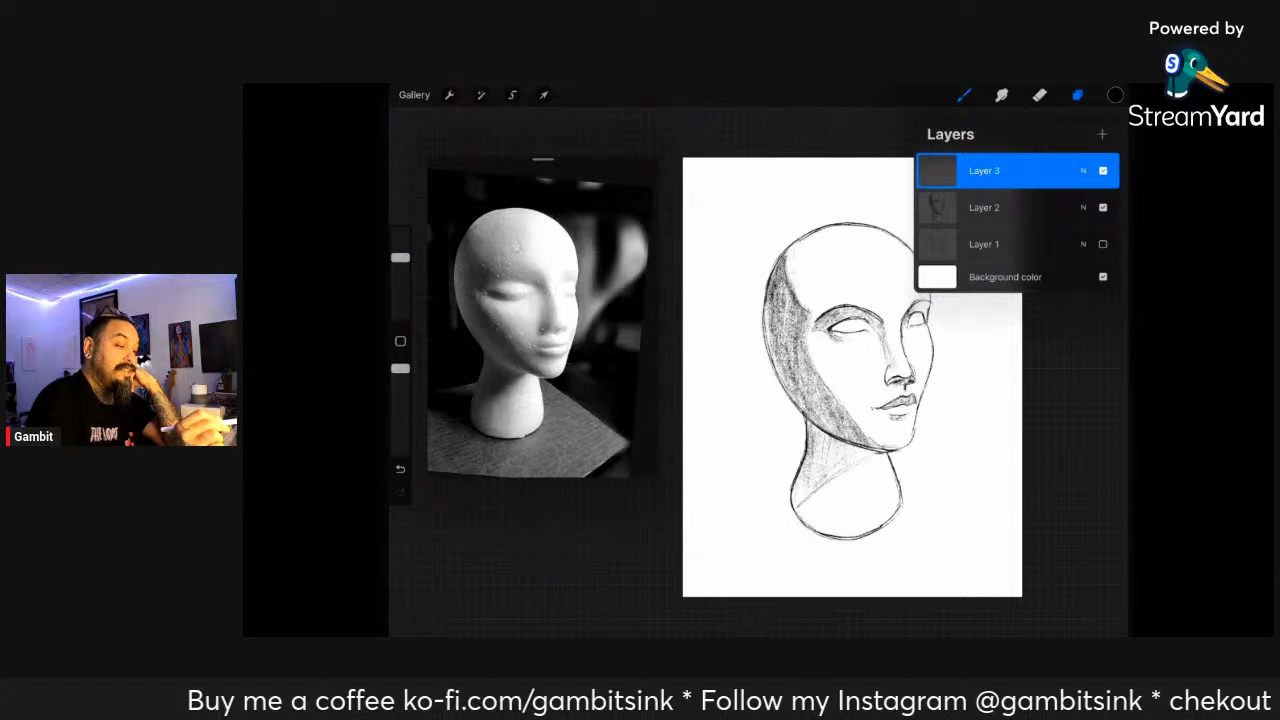 Powered by
S
StreamYard
Gallery
Layers
Layer 3 N
Layer 2 N
Layer 1 N
Background color
Gambit
Buy me a coffee ko-fi.com/gambitsink * Follow my Instagram @gambitsink * chekout